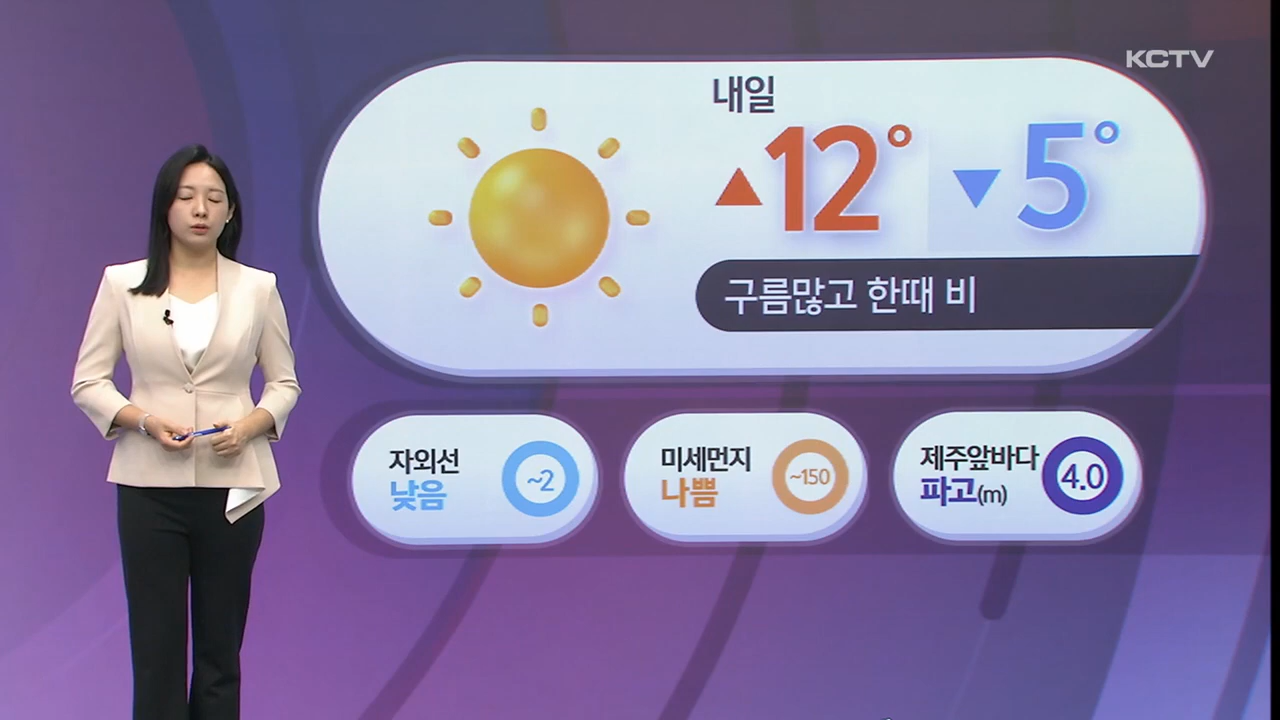 KCTV
내일
▲12° ▼5°
구름많고 한때 비
자외선
낮음
~2
미세먼지
나쁨
~150
제주앞바다
파고(m)
4.0